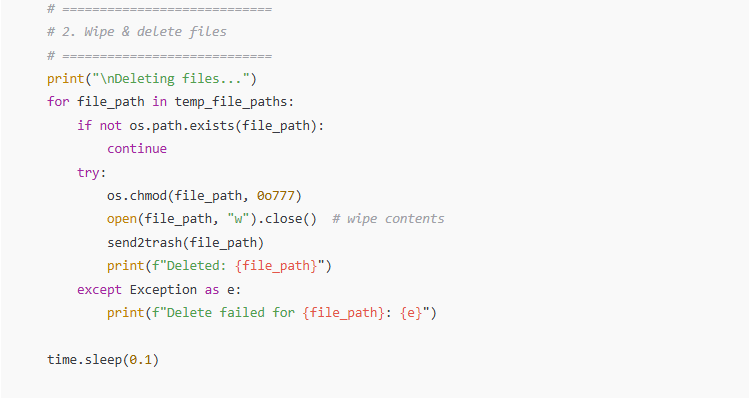 # ============================
# 2. Wipe & delete files
# ============================
print("\nDeleting files...")
for file_path in temp_file_paths:
    if not os.path.exists(file_path):
        continue
    try:
        os.chmod(file_path, 0o777)
        open(file_path, "w").close()  # wipe contents
        send2trash(file_path)
        print(f"Deleted: {file_path}")
    except Exception as e:
        print(f"Delete failed for {file_path}: {e}")

time.sleep(0.1)